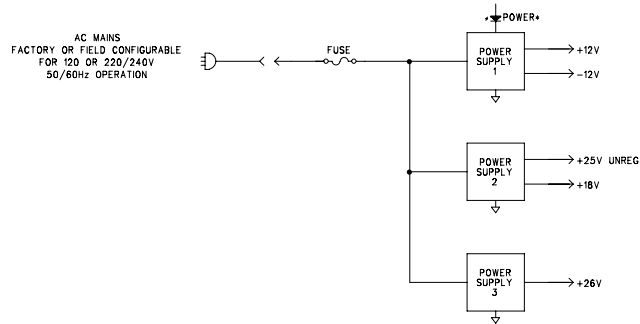 POWER*
AC MAINS
FACTORY OR FIELD CONFIGURABLE
FOR 120 OR 220/240V
50/60Hz OPERATION
FUSE
POWER
SUPPLY
1
+12V
-12V
POWER
SUPPLY
2
+25V UNREG
+18V
POWER
SUPPLY
3
+26V